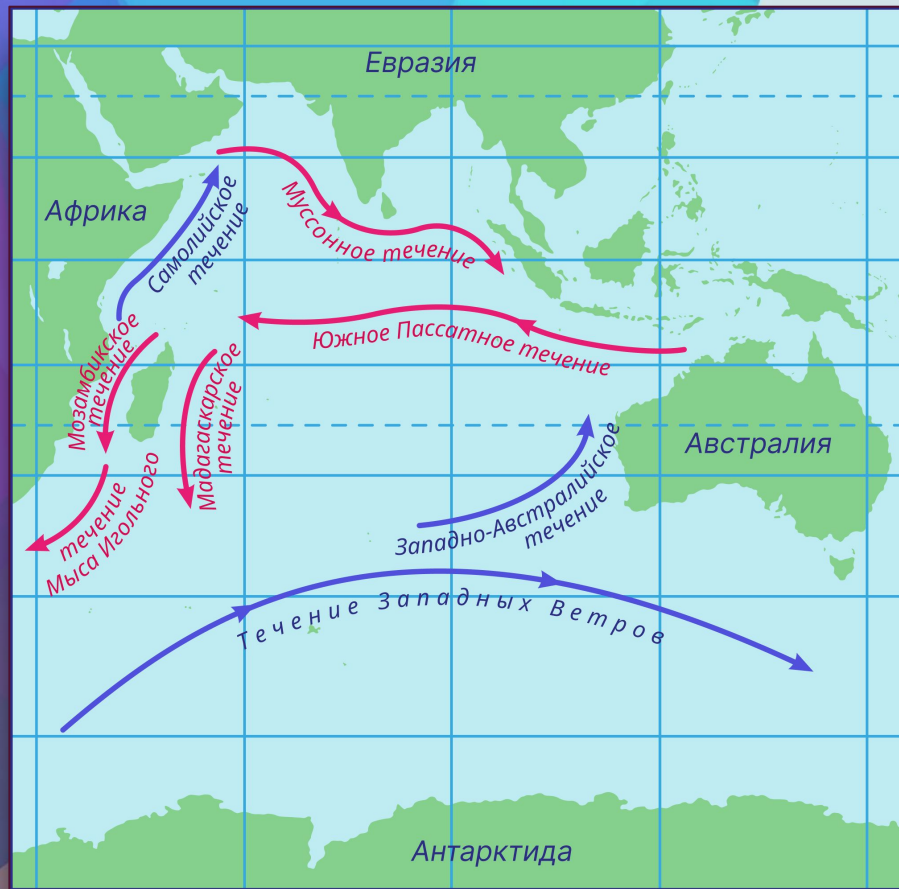 Евразия
Африка
Самолийское
течение
Муссонное течение
Южное Пассатное течение
Мозамбикское
течение
Мадагаскарское
течение
Австралия
течение
Мыса Игольного
Западно-Австралийское
течение
Течение Западных Ветров
Антарктида